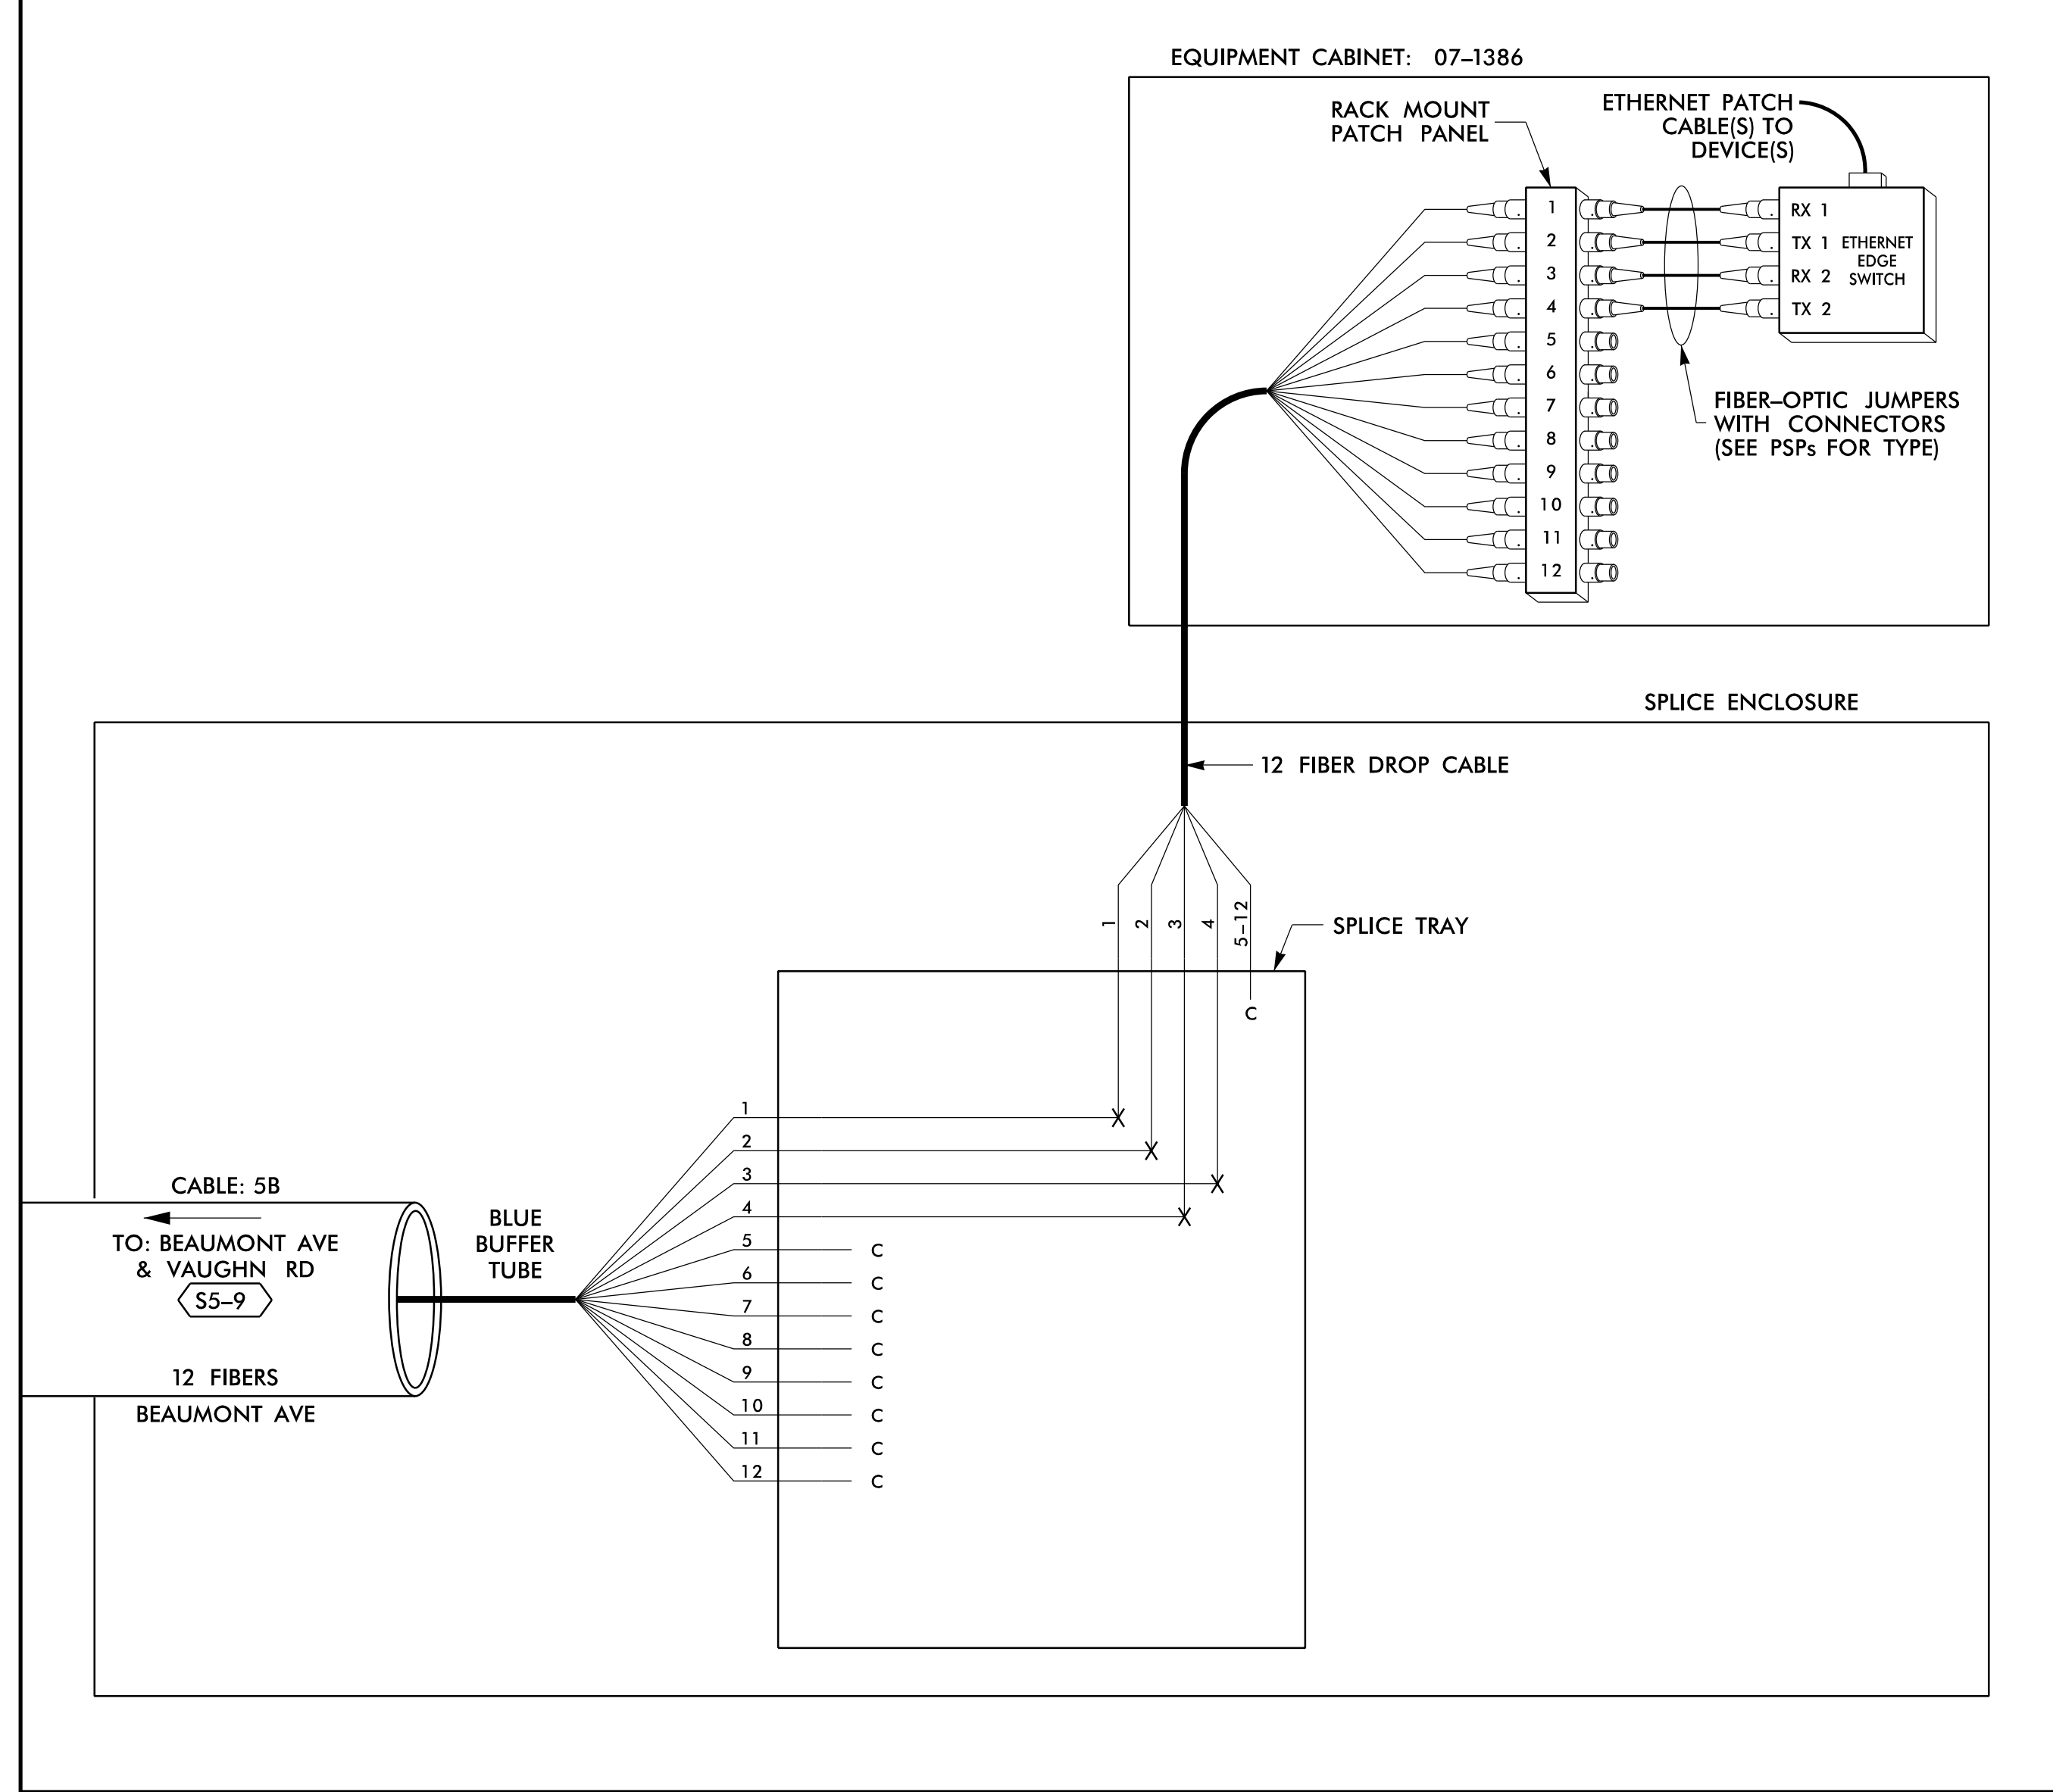 EQUIPMENT CABINET: 07–1386
RACK MOUNT
PATCH PANEL
ETHERNET PATCH
CABLE(S) TO
DEVICE(S)
1
2
3
4
5
6
7
8
9
10
11
12
RX 1
TX 1
RX 2
TX 2
ETHERNET
EDGE
SWITCH
FIBER–OPTIC JUMPERS
WITH CONNECTORS
(SEE PSPs FOR TYPE)
SPLICE ENCLOSURE
12 FIBER DROP CABLE
1
2
3
4
5–12
SPLICE TRAY
C
CABLE: 5B
TO: BEAUMONT AVE
& VAUGHN RD
S5–9
12 FIBERS
BEAUMONT AVE
BLUE
BUFFER
TUBE
1
2
3
4
5 C
6 C
7 C
8 C
9 C
10 C
11 C
12 C